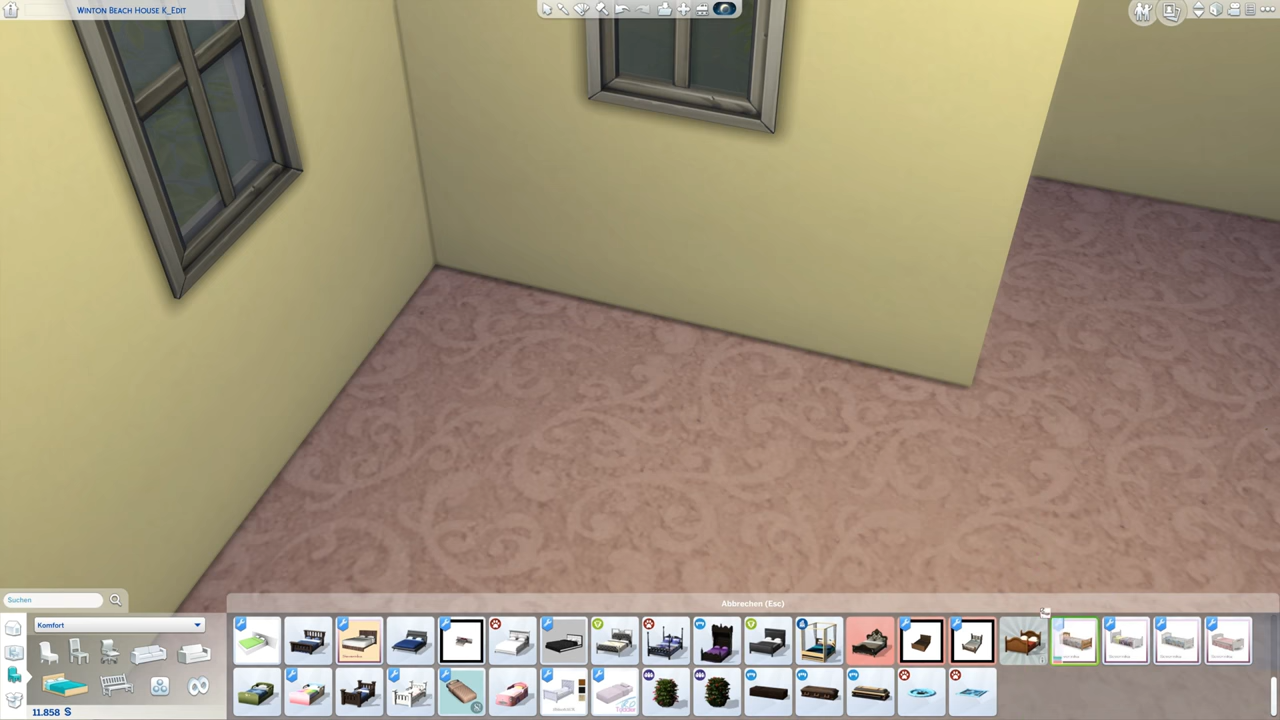 Winton Beach House K_Edit
Suchen
Abbrechen (Esc)
Komfort
11.858 $